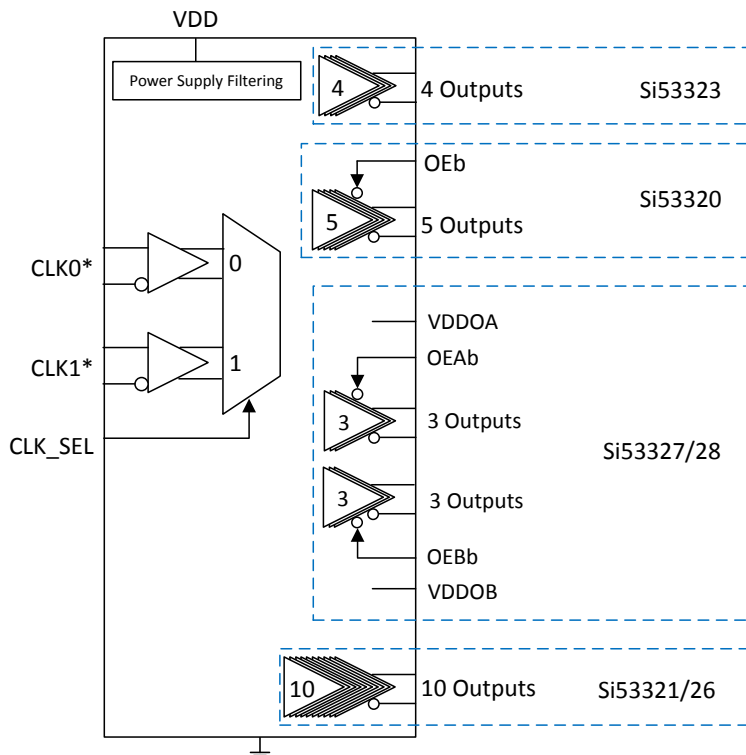 VDD
Power Supply Filtering
4
4 Outputs
Si53323
OEb
5
5 Outputs
Si53320
CLK0*
0
CLK1*
1
CLK_SEL
VDDOA
OEAb
3
3 Outputs
Si53327/28
3
3 Outputs
OEBb
VDDOB
10
10 Outputs
Si53321/26